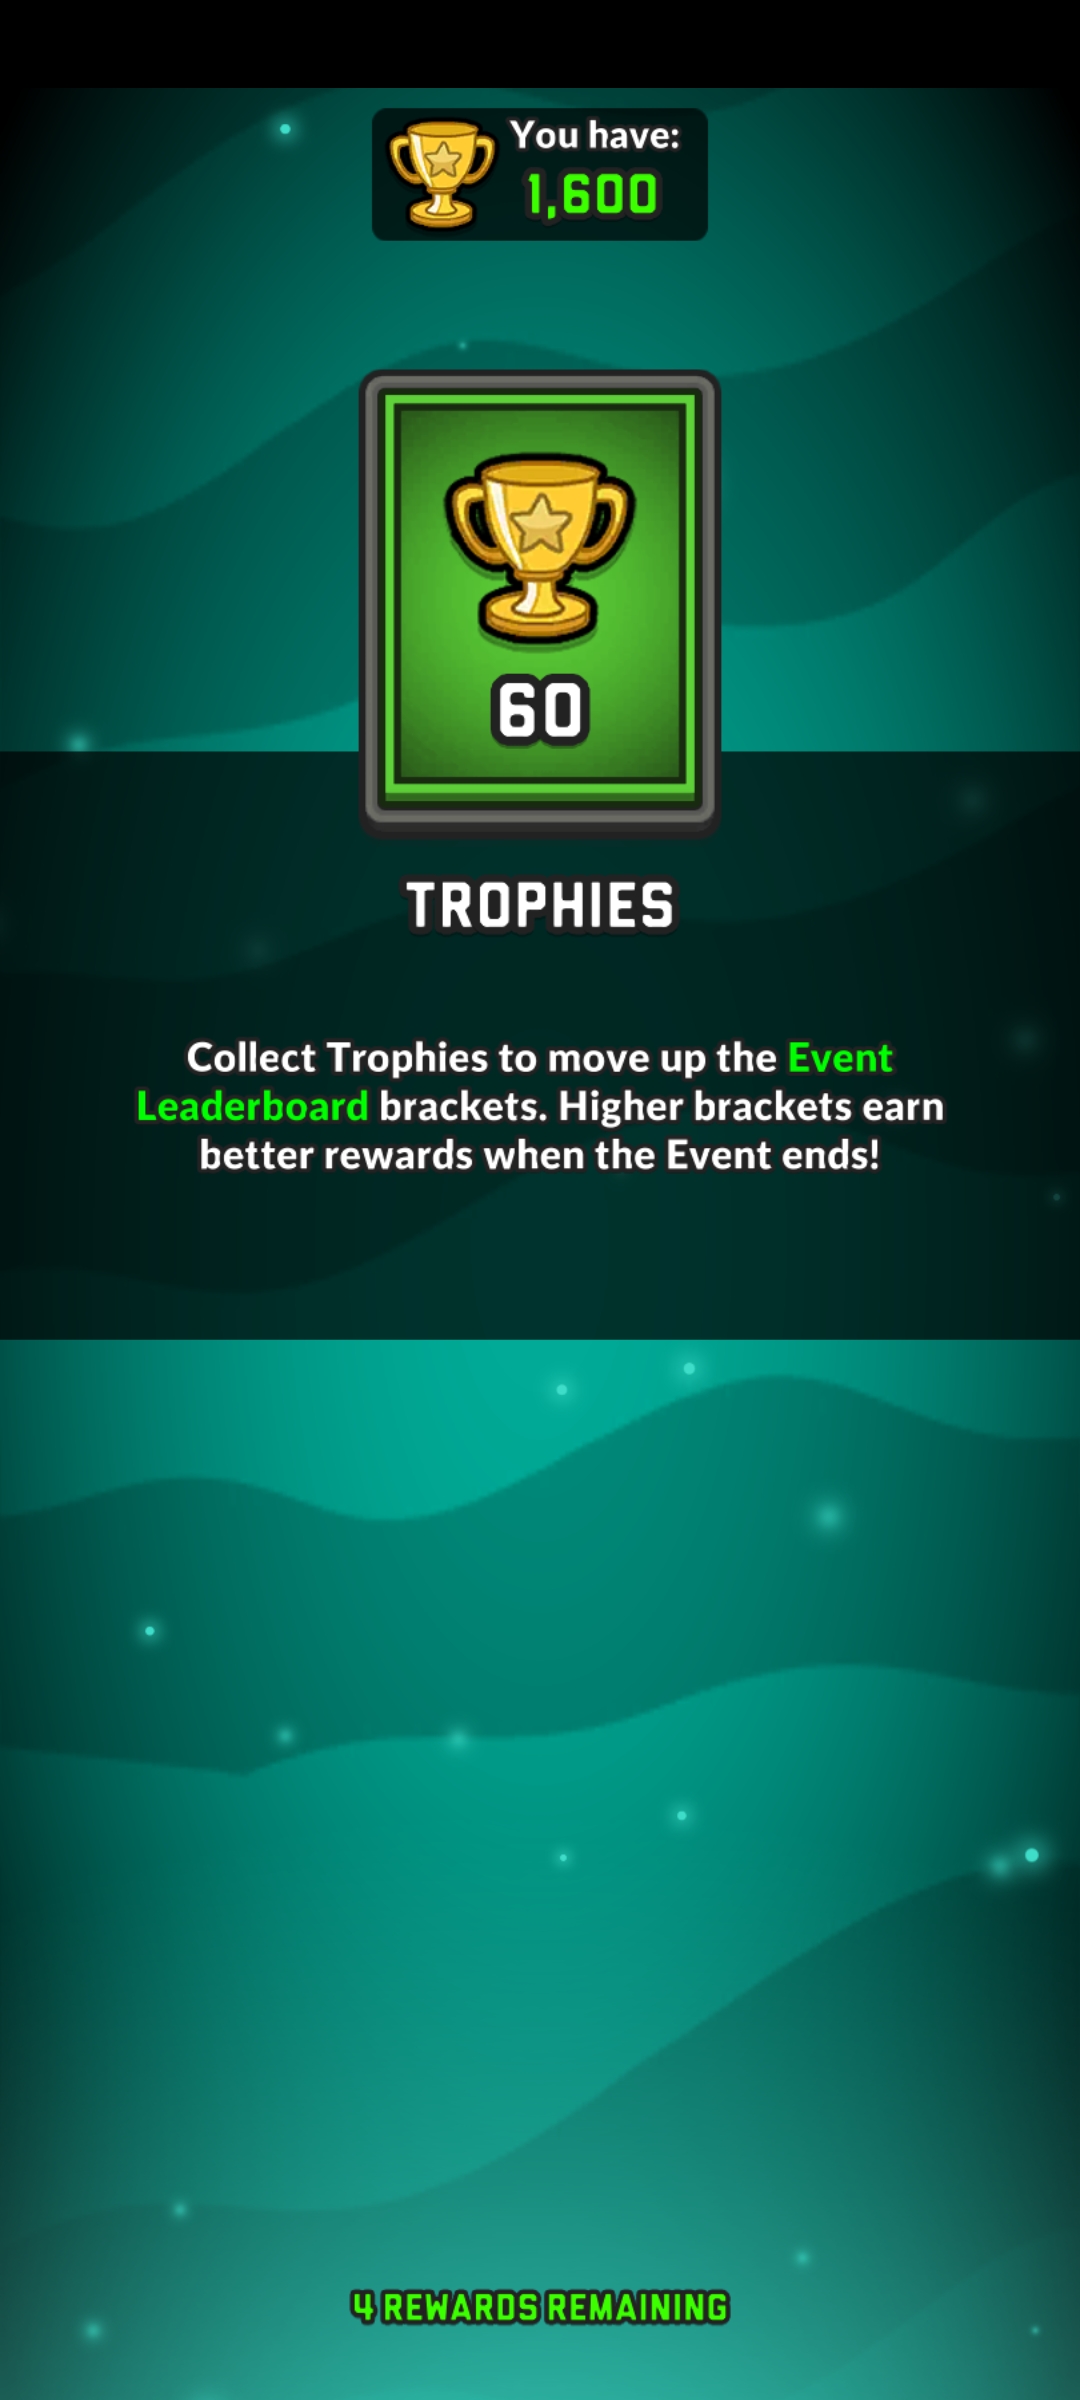 You have:
1,600
60
TROPHIES
Collect Trophies to move up the Event
Leaderboard brackets. Higher brackets earn
better rewards when the Event ends!
4 REWARDS REMAINING